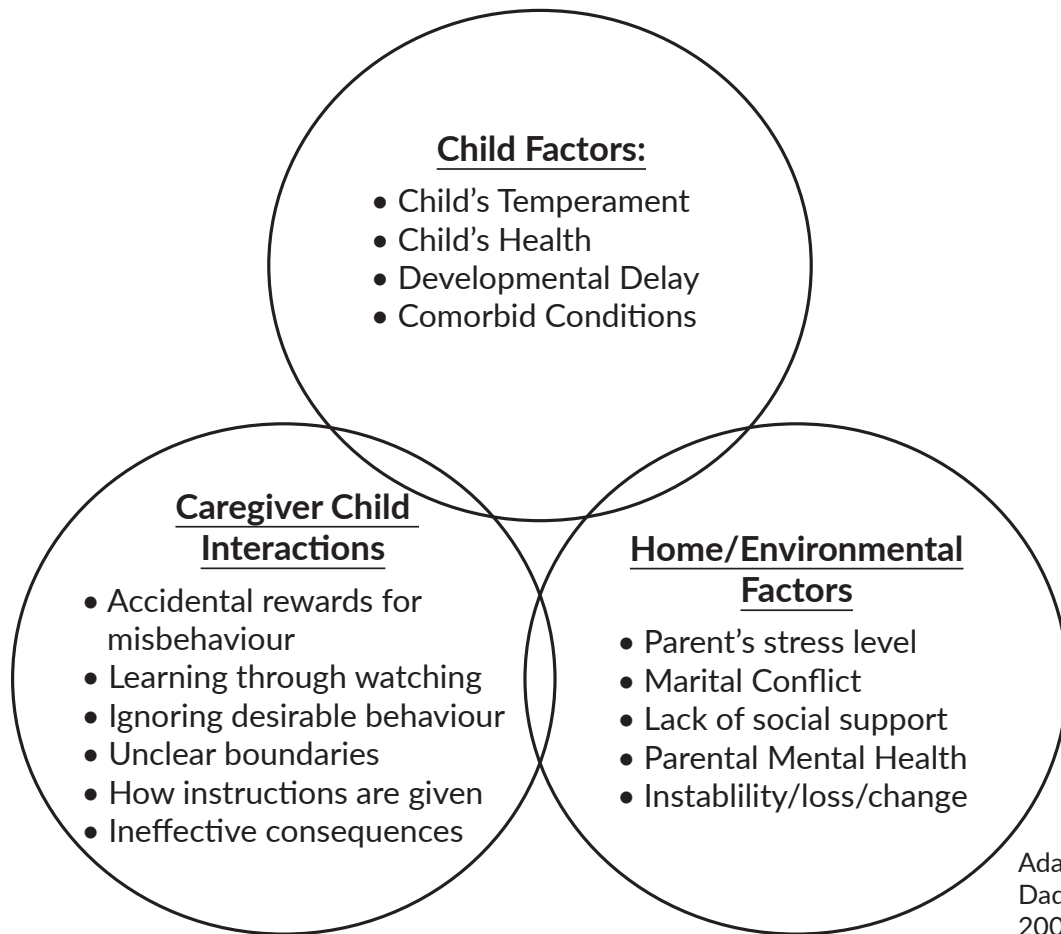 Child Factors:
• Child's Temperament
• Child's Health
• Developmental Delay
• Comorbid Conditions
Caregiver Child
Interactions
• Accidental rewards for
misbehaviour
• Learning through watching
• Ignoring desirable behaviour
• Unclear boundaries
• How instructions are given
• Ineffective consequences
Home/Environmental
Factors
• Parent's stress level
• Marital Conflict
• Lack of social support
• Parental Mental Health
• Instablility/loss/change